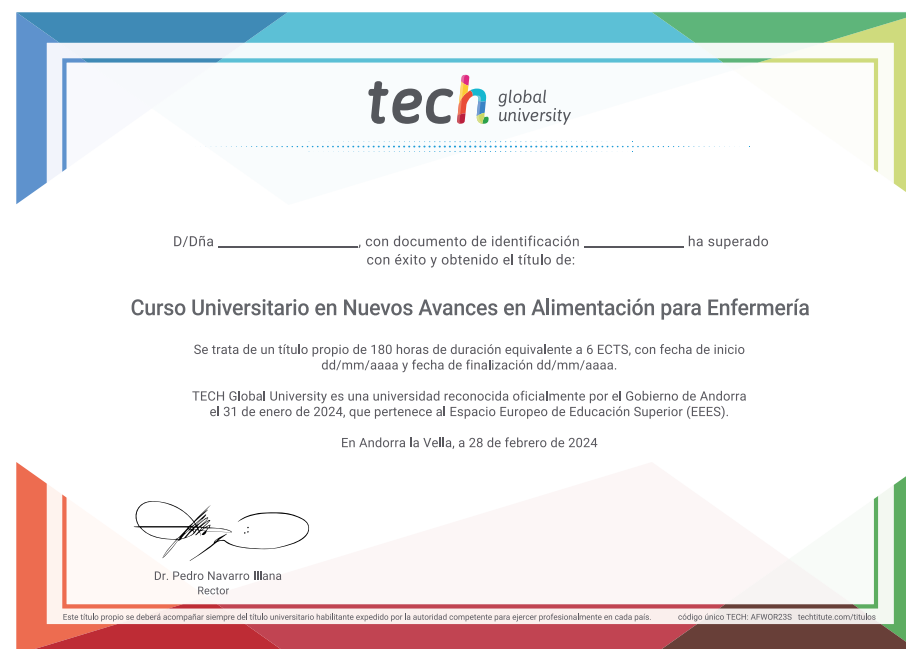 tech global
university
D/Dña ____________________, con documento de identificación ______________ ha superado
con éxito y obtenido el título de:
Curso Universitario en Nuevos Avances en Alimentación para Enfermería
Se trata de un título propio de 180 horas de duración equivalente a 6 ECTS, con fecha de inicio
dd/mm/aaaa y fecha de finalización dd/mm/aaaa.
TECH Global University es una universidad reconocida oficialmente por el Gobierno de Andorra
el 31 de enero de 2024, que pertenece al Espacio Europeo de Educación Superior (EEES).
En Andorra la Vella, a 28 de febrero de 2024
Dr. Pedro Navarro Illana
Rector
Este título propio se deberá acompañar siempre del título universitario habilitante expedido por la autoridad competente para ejercer profesionalmente en cada país. código único TECH: AFWOR23S techtitute.com/titulos